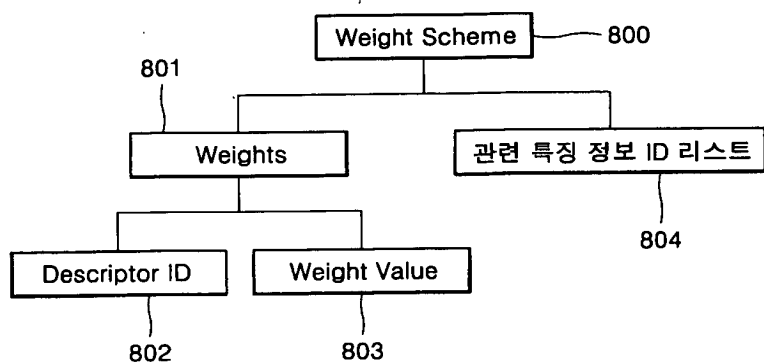 Weight Scheme
800
801
Weights
관련 특징 정보 ID 리스트
804
Descriptor ID
Weight Value
802
803